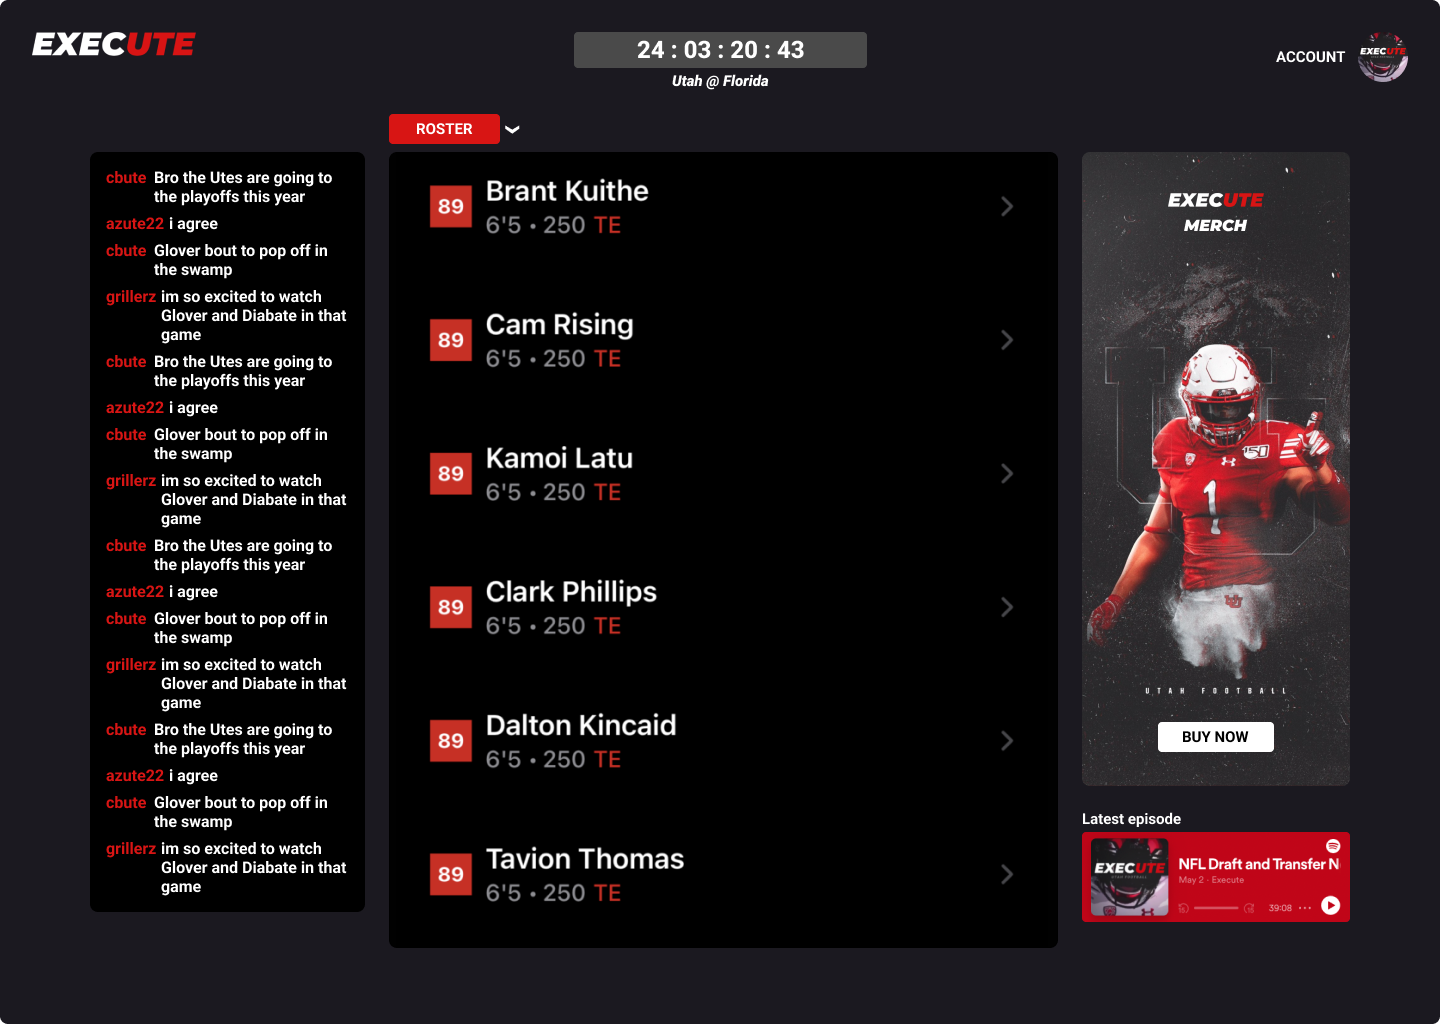 EXECUTE
24 : 03 : 20 : 43
Utah @ Florida
ACCOUNT
EXECUTE
ROSTER
cbute Bro the Utes are going to
the playoffs this year
azute22 i agree
cbute Glover bout to pop off in
the swamp
grillerz im so excited to watch
Glover and Diabate in that
game
cbute Bro the Utes are going to
the playoffs this year
azute22 i agree
cbute Glover bout to pop off in
the swamp
grillerz im so excited to watch
Glover and Diabate in that
game
cbute Bro the Utes are going to
the playoffs this year
azute22 i agree
cbute Glover bout to pop off in
the swamp
grillerz im so excited to watch
Glover and Diabate in that
game
cbute Bro the Utes are going to
the playoffs this year
azute22 i agree
cbute Glover bout to pop off in
the swamp
grillerz im so excited to watch
Glover and Diabate in that
game
89
Brant Kuithe
6'5 • 250 TE
89
Cam Rising
6'5 • 250 TE
89
Kamoi Latu
6'5 • 250 TE
89
Clark Phillips
6'5 • 250 TE
89
Dalton Kincaid
6'5 • 250 TE
89
Tavion Thomas
6'5 • 250 TE
EXECUTE
MERCH
150
1
UTAH FOOTBALL
BUY NOW
Latest episode
EXECUTE
NFL Draft and Transfer N
May 2 · Execute
39:08